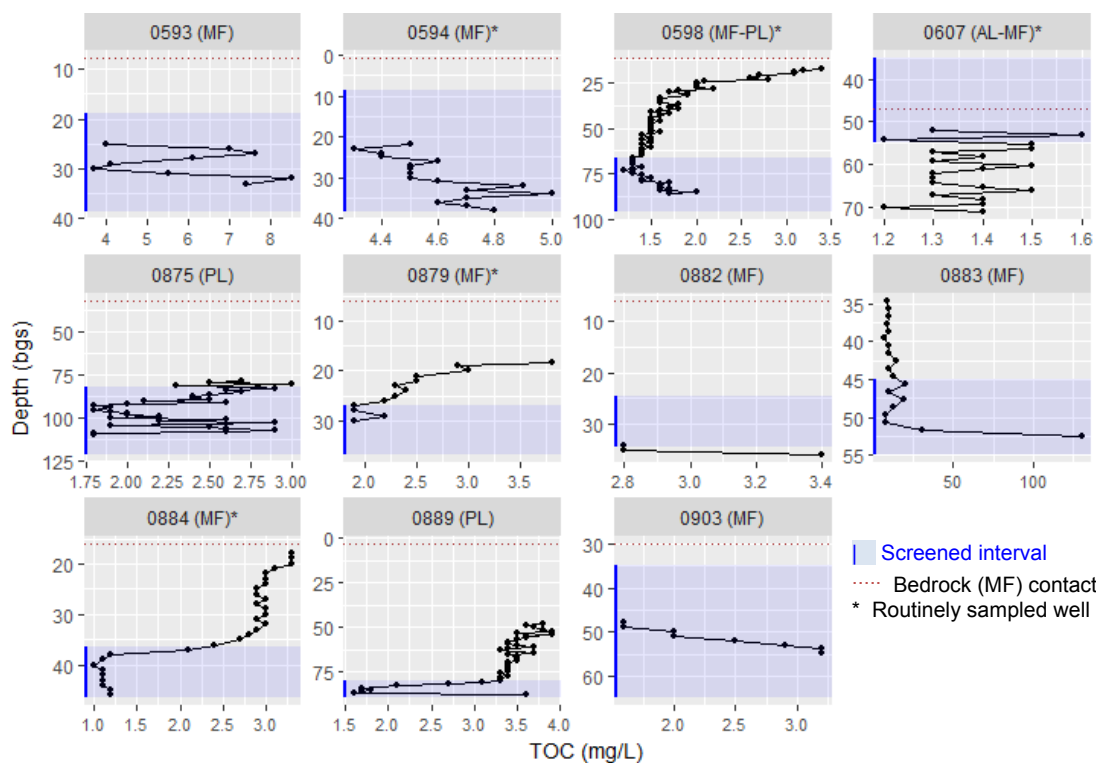 0593 (MF) 0594 (MF)* 0598 (MF-PL)* 0607 (AL-MF)*
10 20 30 40
4 5 6 7 8
0 10 20 30 40
4.4 4.6 4.8 5.0
25 50 75 100
1.5 2.0 2.5 3.0 3.5
40 50 60 70
1.2 1.3 1.4 1.5 1.6
0875 (PL) 0879 (MF)* 0882 (MF) 0883 (MF)
50 75 100 125
1.75 2.00 2.25 2.50 2.75 3.00
10 20 30
2.0 2.5 3.0 3.5
10 20 30
2.8 3.0 3.2 3.4
35 40 45 50 55
50 100
Depth (bgs)
0884 (MF)* 0889 (PL) 0903 (MF)
20 30 40
1.0 1.5 2.0 2.5 3.0
0 25 50 75
1.5 2.0 2.5 3.0 3.5 4.0
30 40 50 60
2.0 2.5 3.0
Screened interval
Bedrock (MF) contact
* Routinely sampled well
TOC (mg/L)